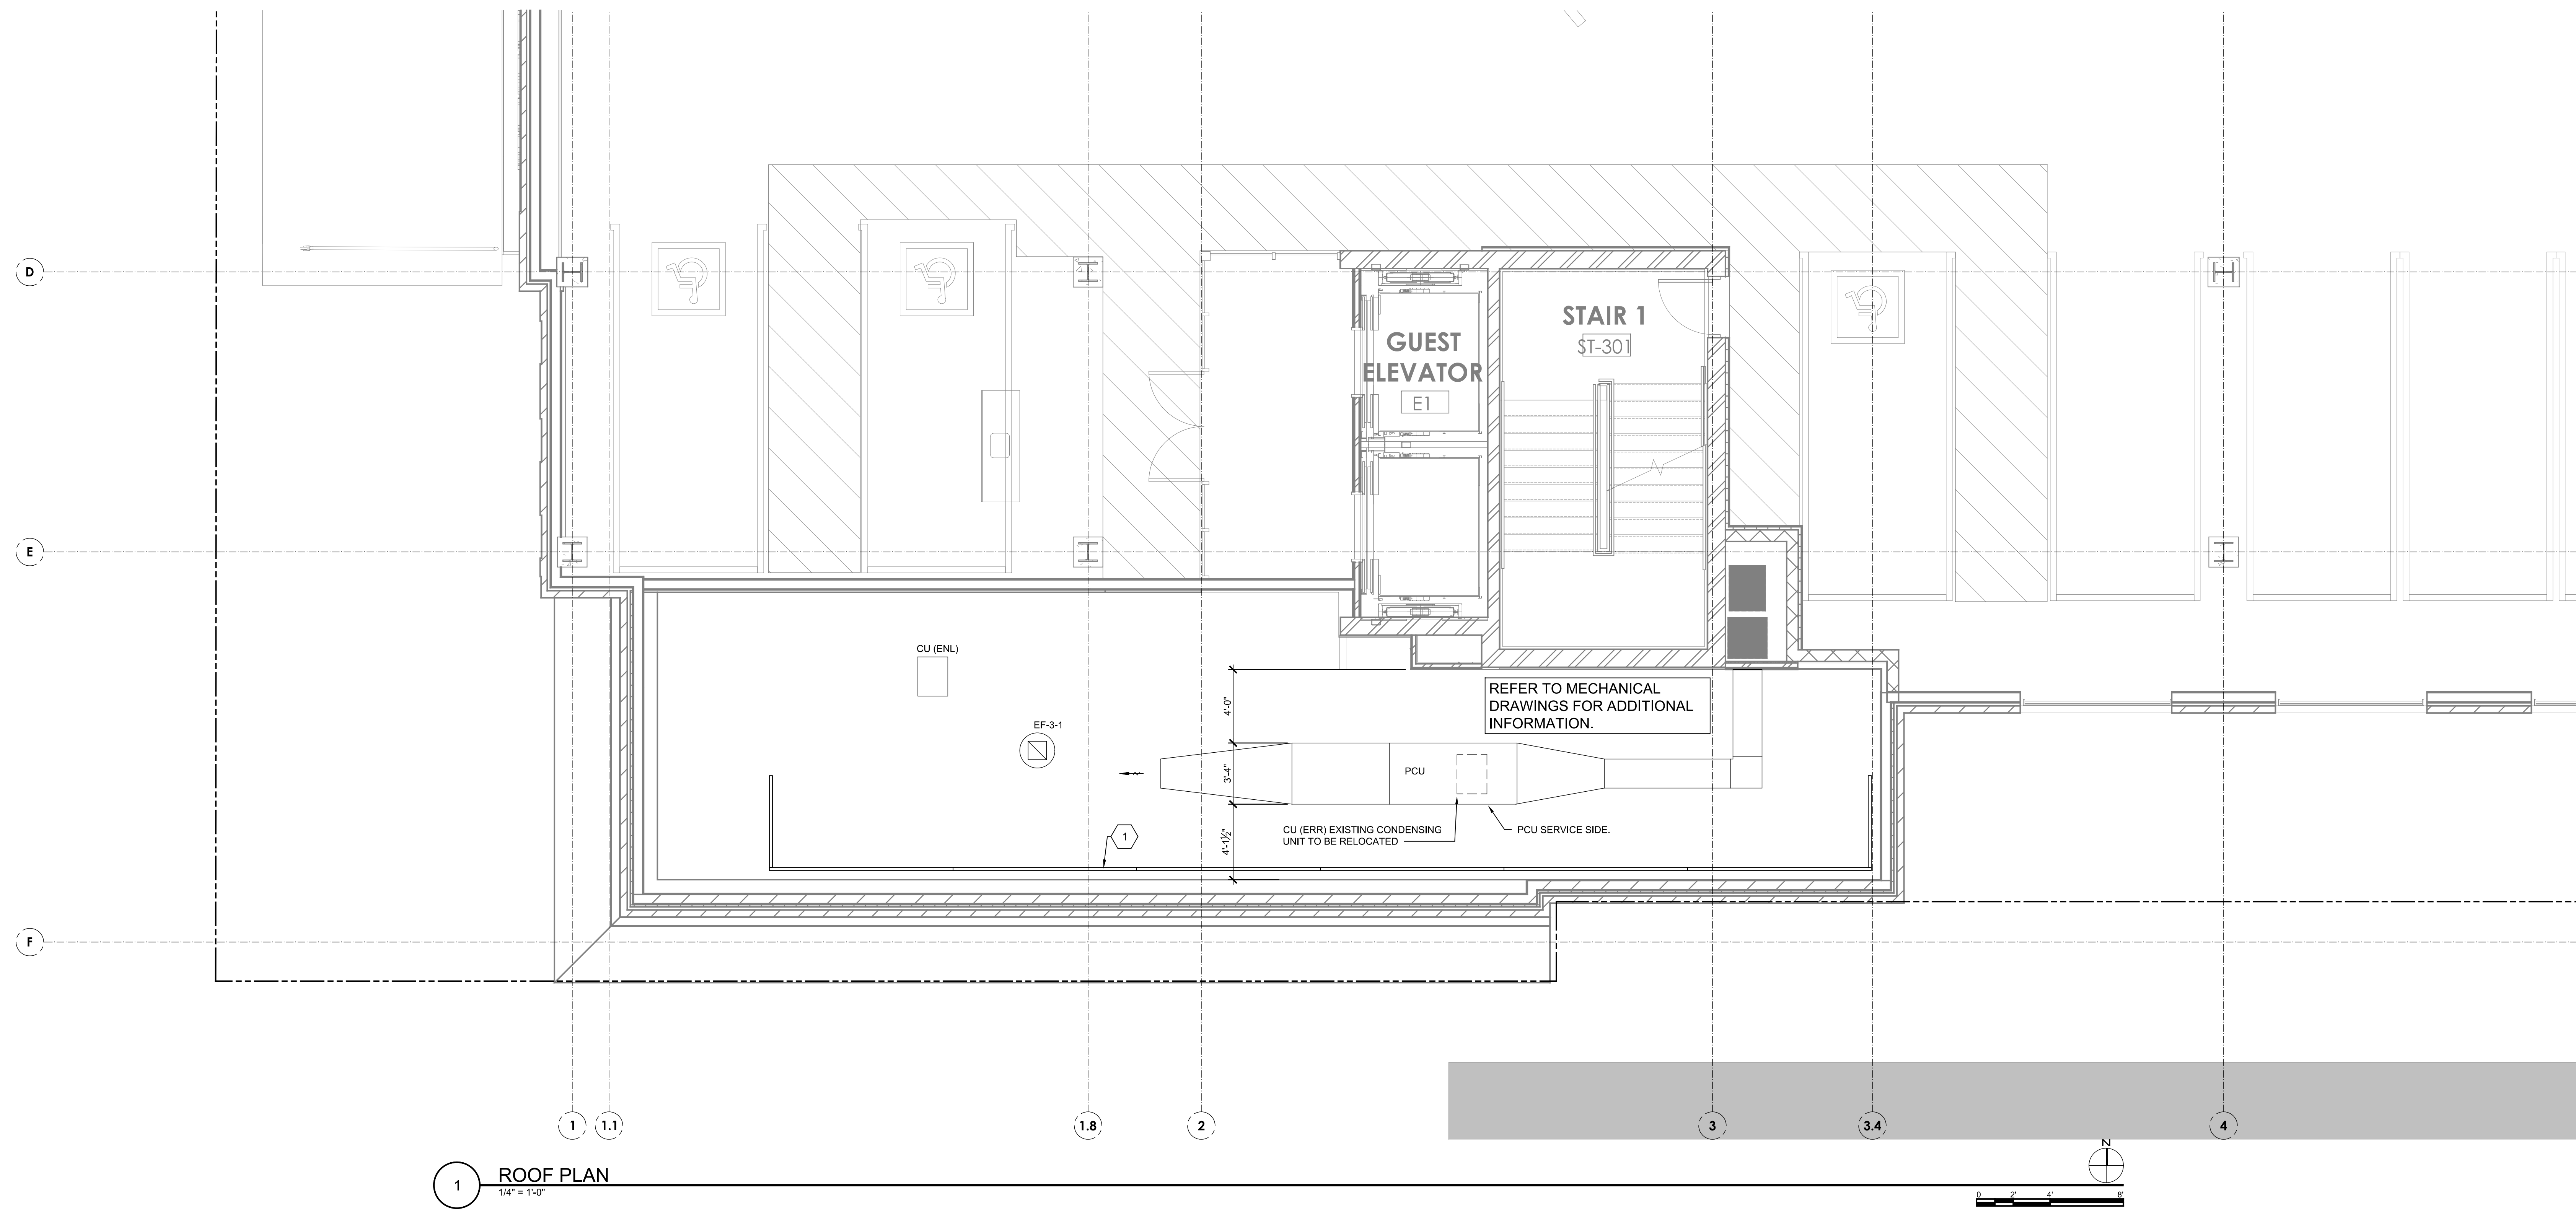 D
STAIR 1
ST-301
GUEST
ELEVATOR
E1
E
CU (ENL)
4'-0"
REFER TO MECHANICAL
DRAWINGS FOR ADDITIONAL
INFORMATION.
EF-3-1
3'-4"
PCU
1
4'-1½"
CU (ERR) EXISTING CONDENSING
UNIT TO BE RELOCATED
PCU SERVICE SIDE.
F
1
1.1
1.8
2
3
3.4
4
N
1
ROOF PLAN
1/4" = 1'-0"
0 2' 4' 8'